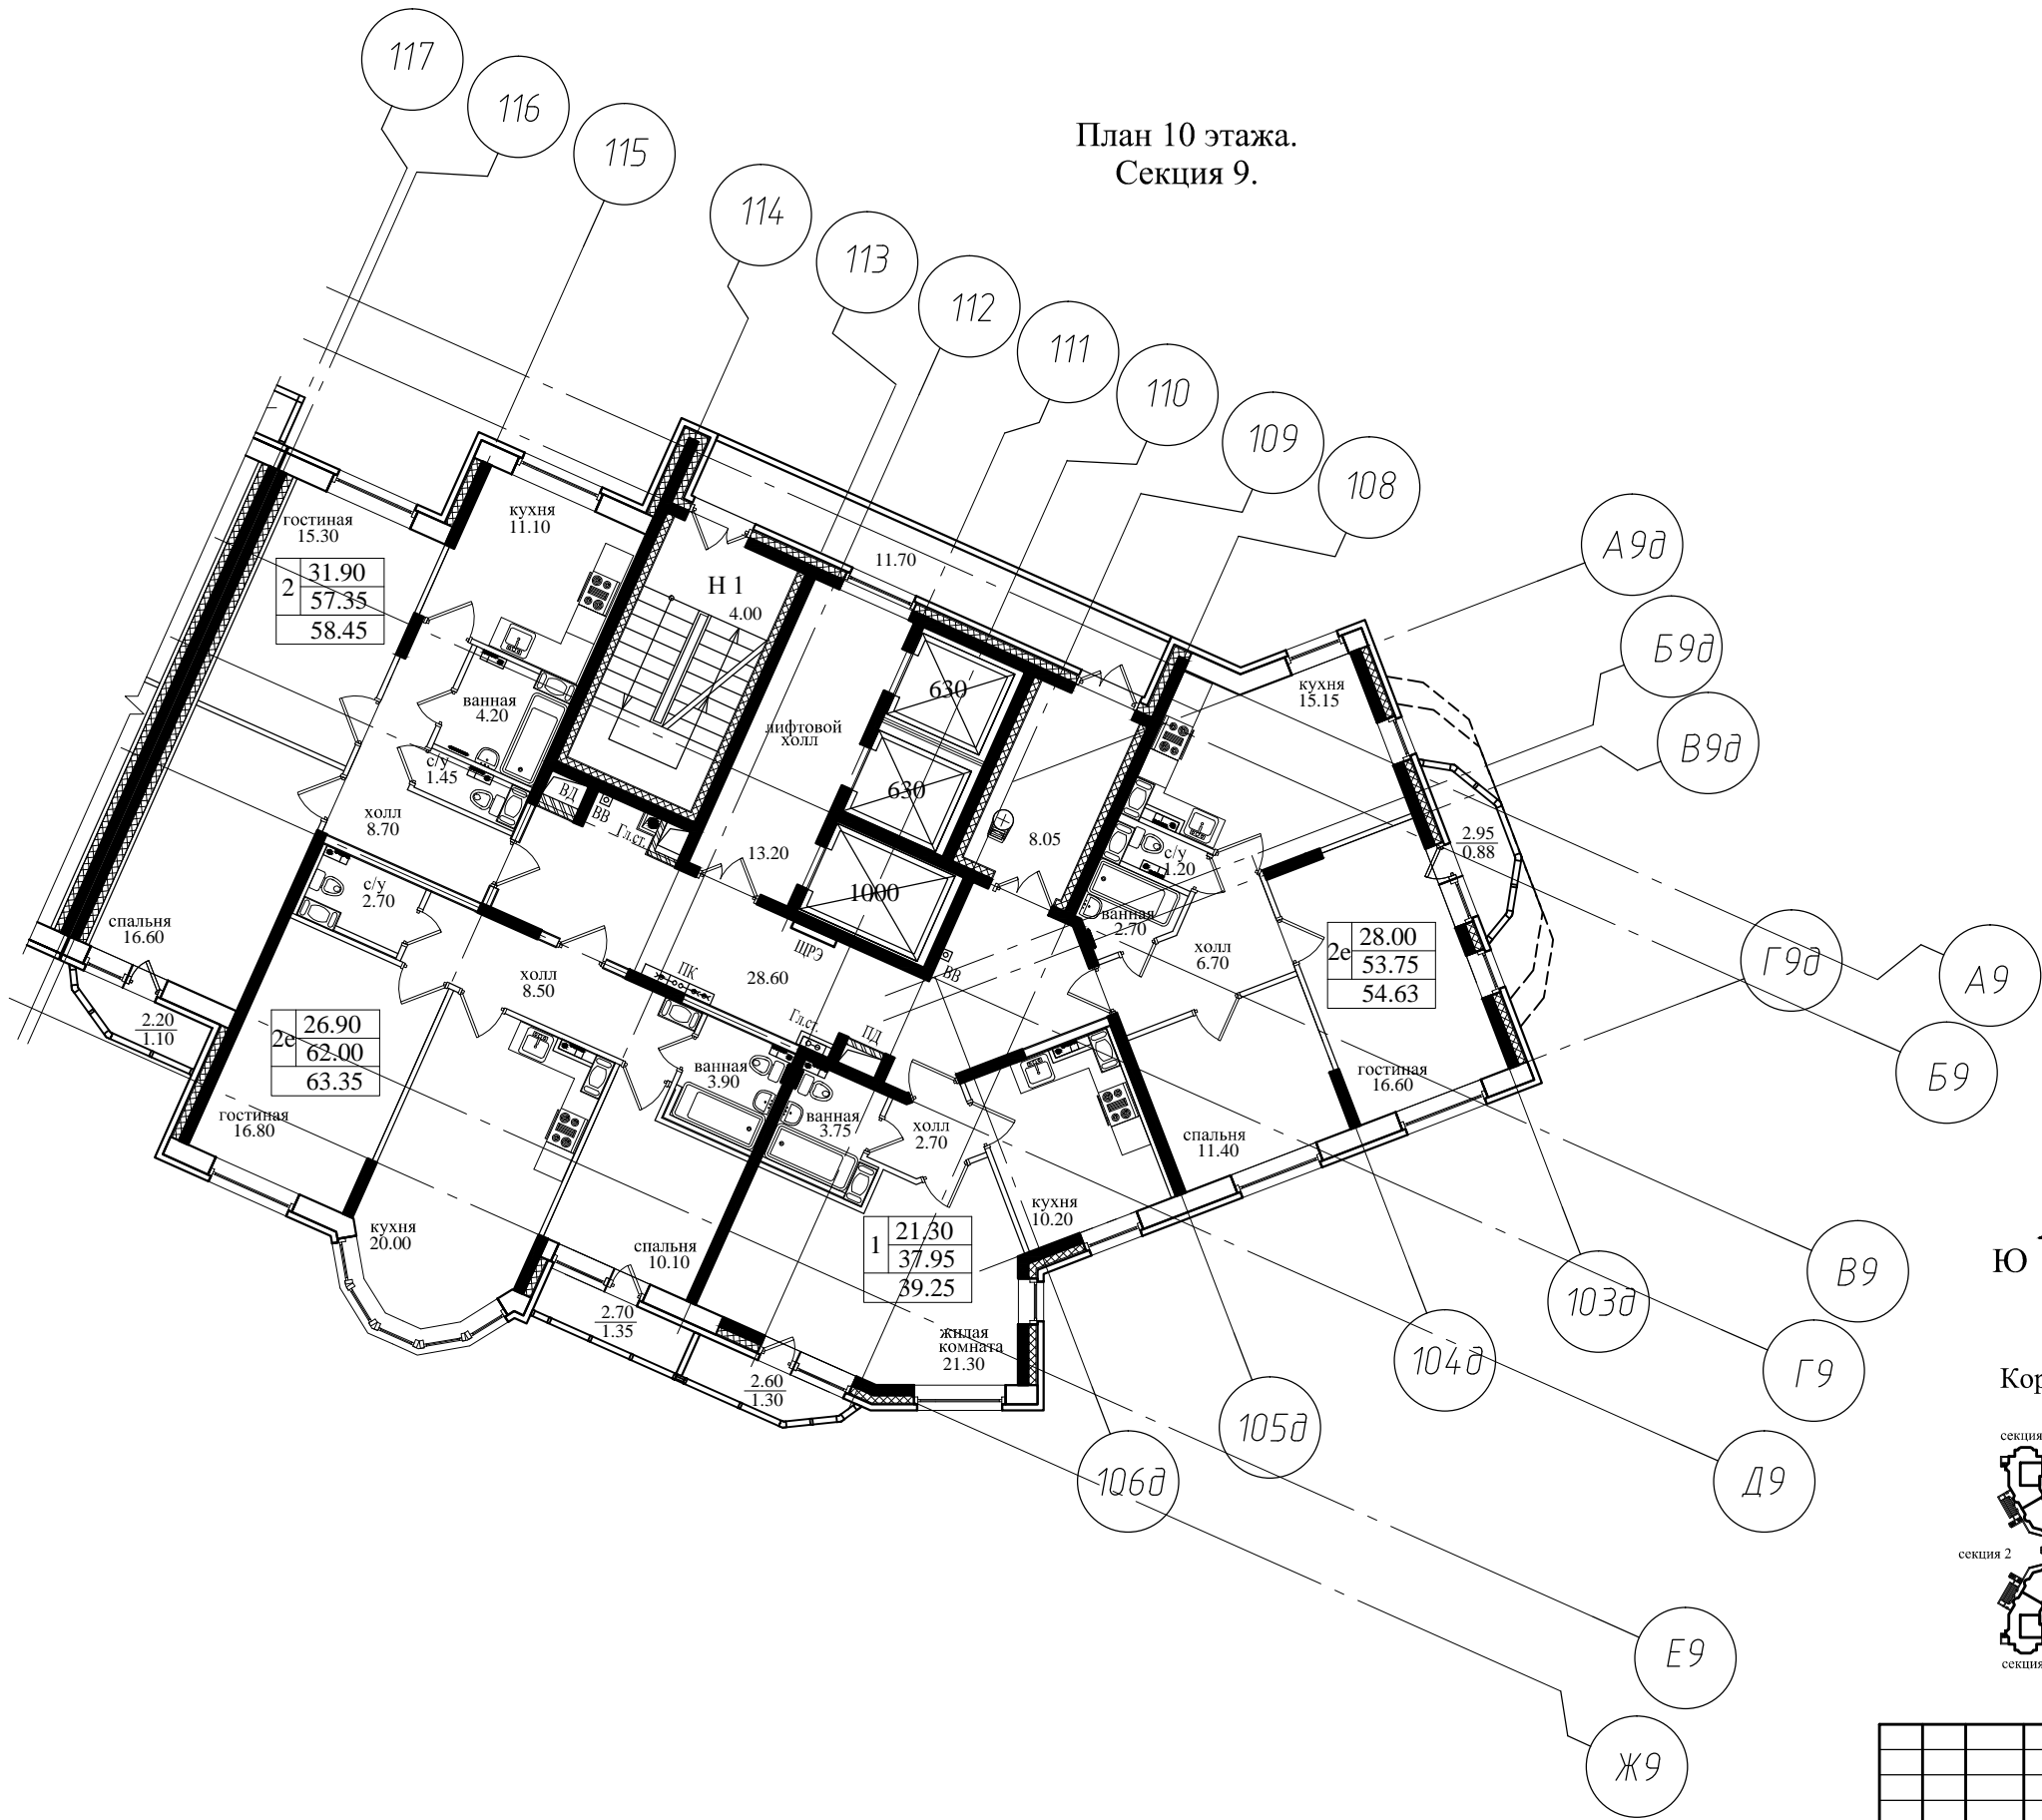 План 10 этажа.
Секция 9.
117
116
115
114
113
112
111
110
109
108
А9д
Б9д
В9д
Г9д
А9
Б9
В9
Г9
Д9
Е9
Ж9
103д
104д
105д
106д
гостиная
15.30
2
31.90
57.35
58.45
кухня
11.10
ванная
4.20
с/у
1.45
холл
8.70
спальня
16.60
2.20
1.10
Н 1
4.00
11.70
лифтовой
холл
13.20
630
630
1000
8.05
ВД
ВВ
Гл.ст.
ЩРЭ
ВВ
ПК
28.60
Гл.ст.
ПД
с/у
2.70
холл
8.50
2е
26.90
62.00
63.35
гостиная
16.80
кухня
20.00
ванная
3.90
спальня
10.10
2.70
1.35
ванная
3.75
холл
2.70
кухня
10.20
1
21.30
37.95
39.25
жилая
комната
21.30
2.60
1.30
кухня
15.15
с/у
1.20
ванная
2.70
холл
6.70
2.95
0.88
2е
28.00
53.75
54.63
гостиная
16.60
спальня
11.40
Ю
Кор
секция
секция 2
секция